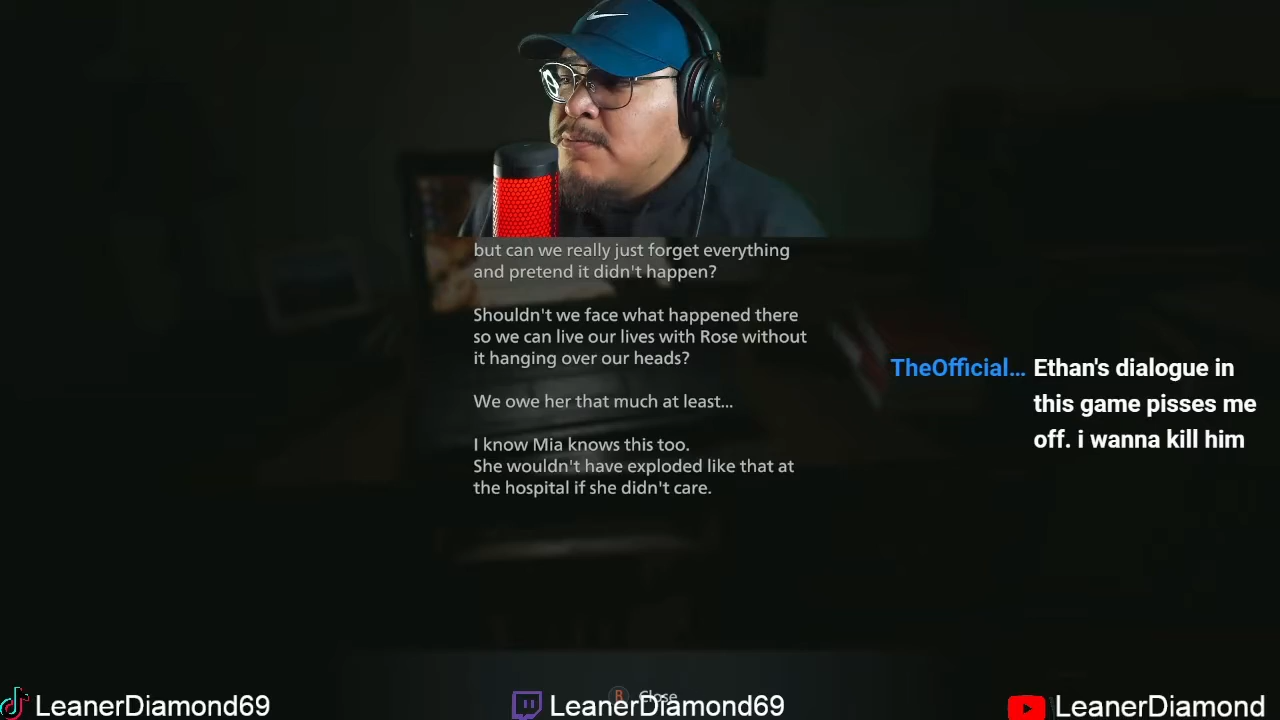 but can we really just forget everything
and pretend it didn't happen?
Shouldn't we face what happened there
so we can live our lives with Rose without
it hanging over our heads?
We owe her that much at least...
I know Mia knows this too.
She wouldn't have exploded like that at
the hospital if she didn't care.
TheOfficial... Ethan's dialogue in
this game pisses me
off. i wanna kill him
B Close
LeanerDiamond69
LeanerDiamond69
LeanerDiamond